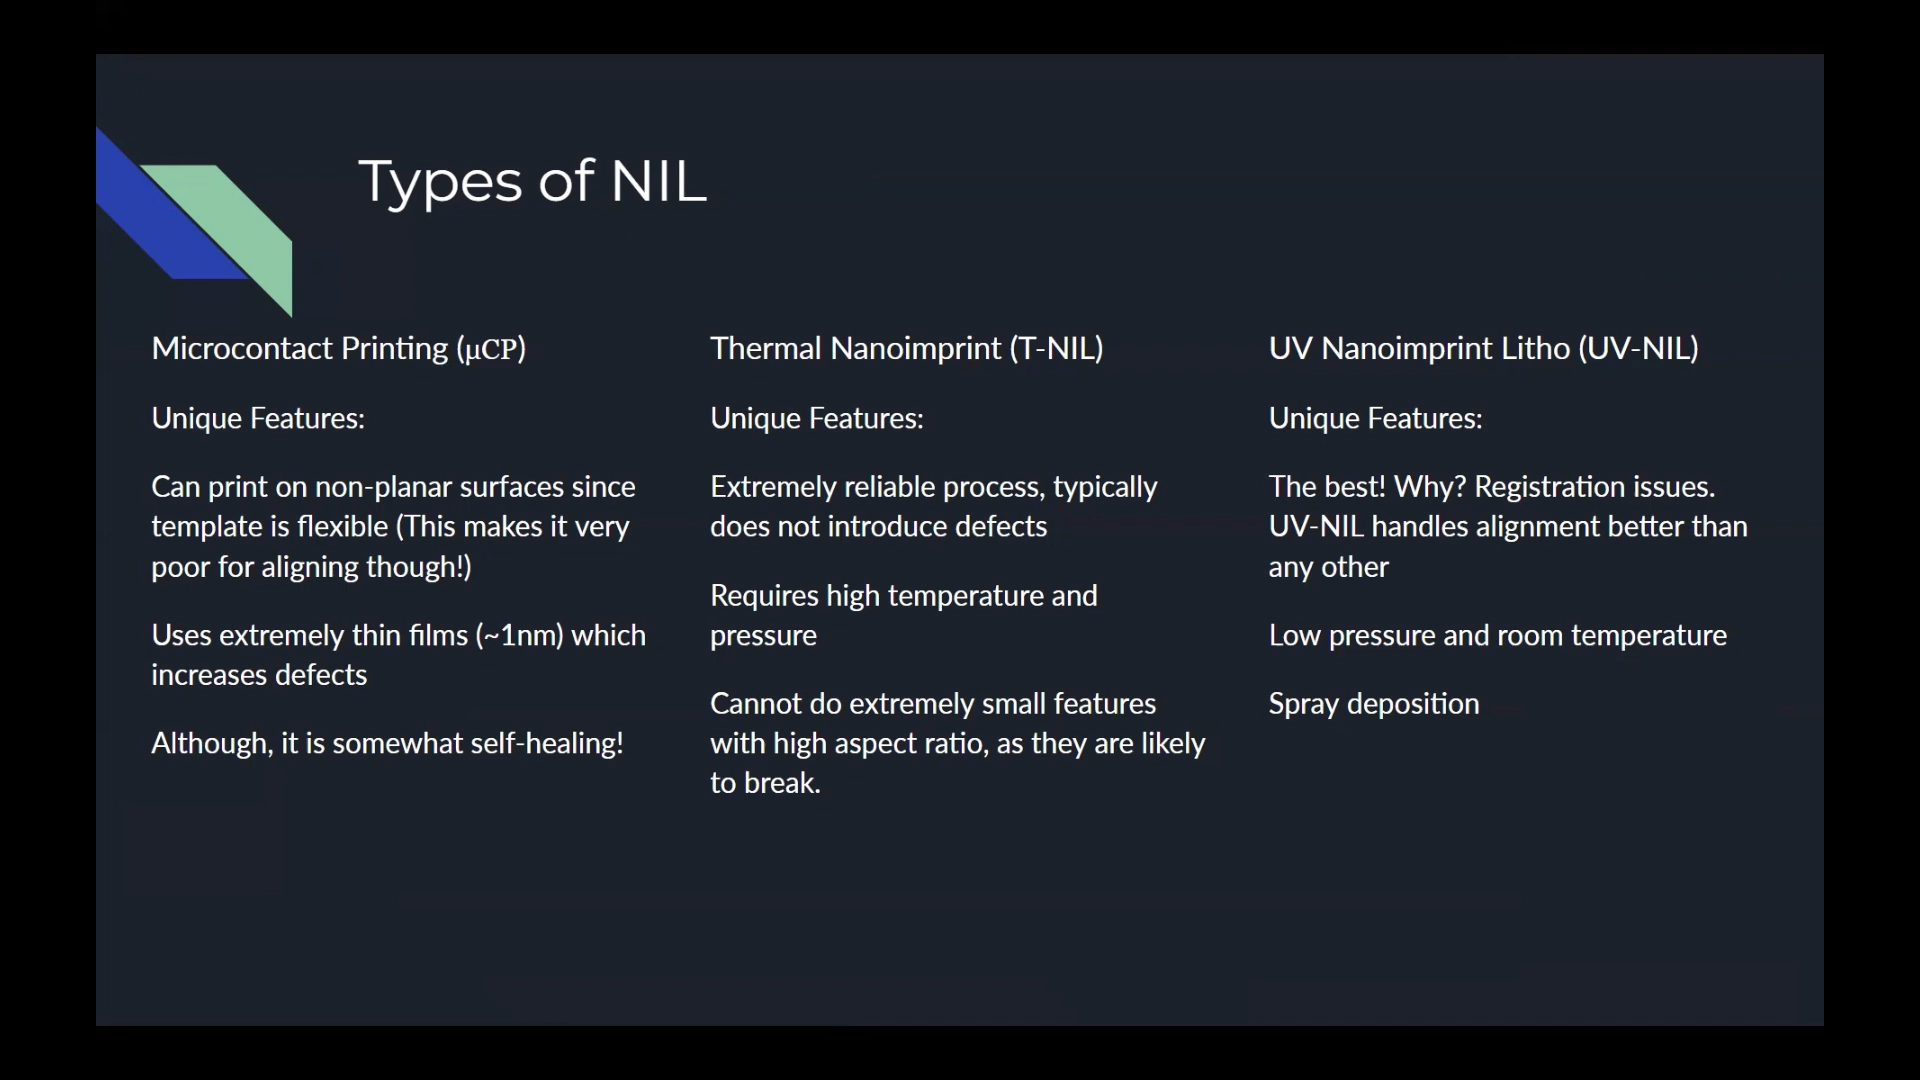 Types of NIL
Microcontact Printing (μCP)
Unique Features:
Can print on non-planar surfaces since
template is flexible (This makes it very
poor for aligning though!)
Uses extremely thin films (~1nm) which
increases defects
Although, it is somewhat self-healing!
Thermal Nanoimprint (T-NIL)
Unique Features:
Extremely reliable process, typically
does not introduce defects
Requires high temperature and
pressure
Cannot do extremely small features
with high aspect ratio, as they are likely
to break.
UV Nanoimprint Litho (UV-NIL)
Unique Features:
The best! Why? Registration issues.
UV-NIL handles alignment better than
any other
Low pressure and room temperature
Spray deposition